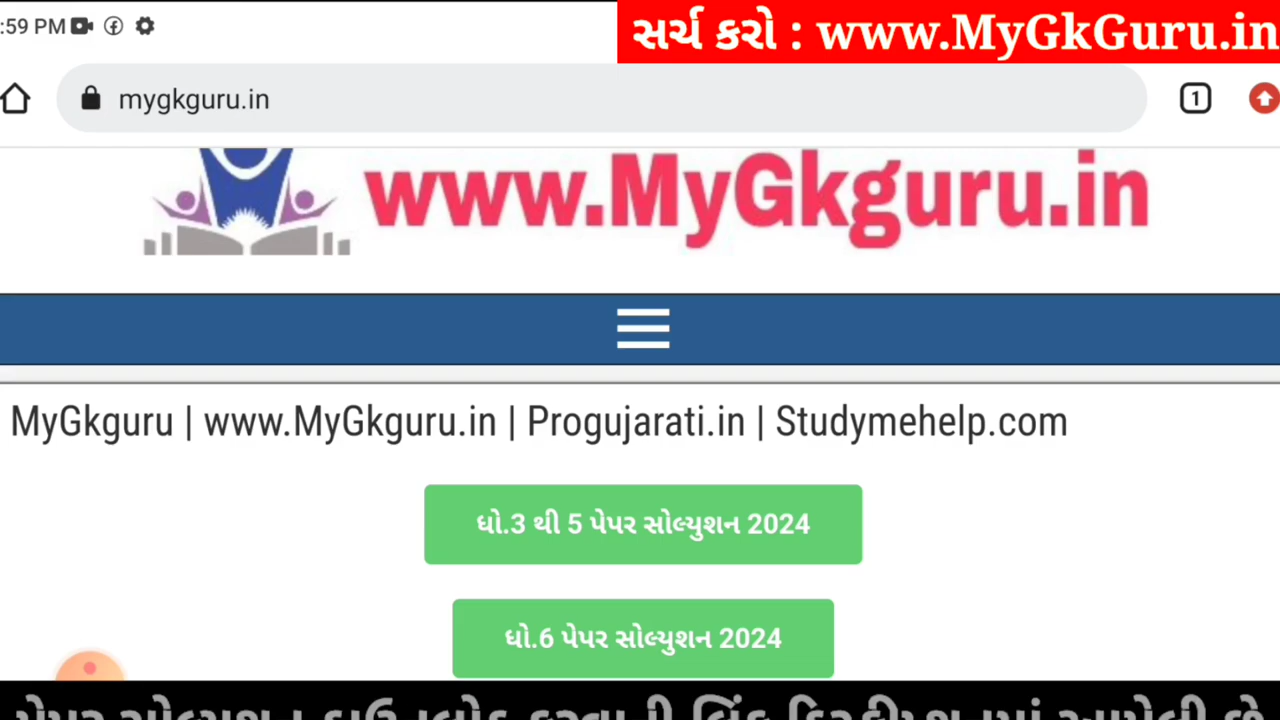 :59 PM
સર્ચ કરો : www.MyGkGuru.in
mygkguru.in
1
www.MyGkguru.in
MyGkguru | www.MyGkguru.in | Progujarati.in | Studymehelp.com
ધો.3 થી 5 પેપર સોલ્યુશન 2024
ધો.6 પેપર સોલ્યુશન 2024